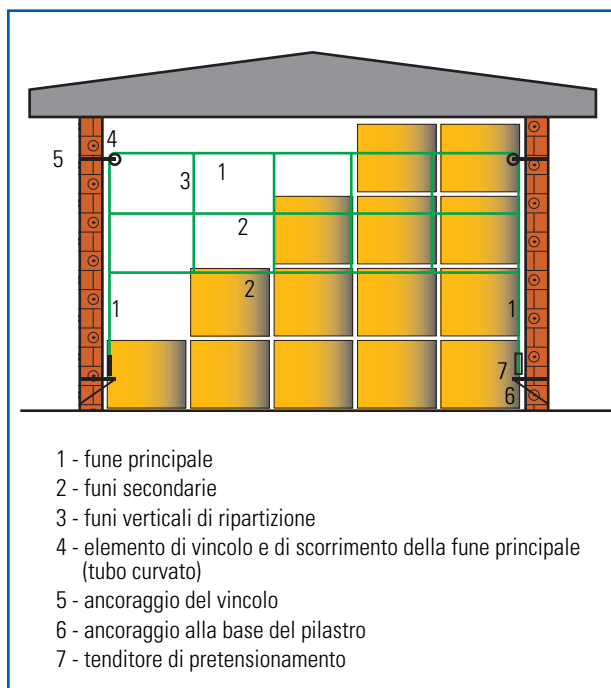 4
5
1
3
2
2
1
1
7
6
1 - fune principale
2 - funi secondarie
3 - funi verticali di ripartizione
4 - elemento di vincolo e di scorrimento della fune principale
(tubo curvato)
5 - ancoraggio del vincolo
6 - ancoraggio alla base del pilastro
7 - tenditore di pretensionamento